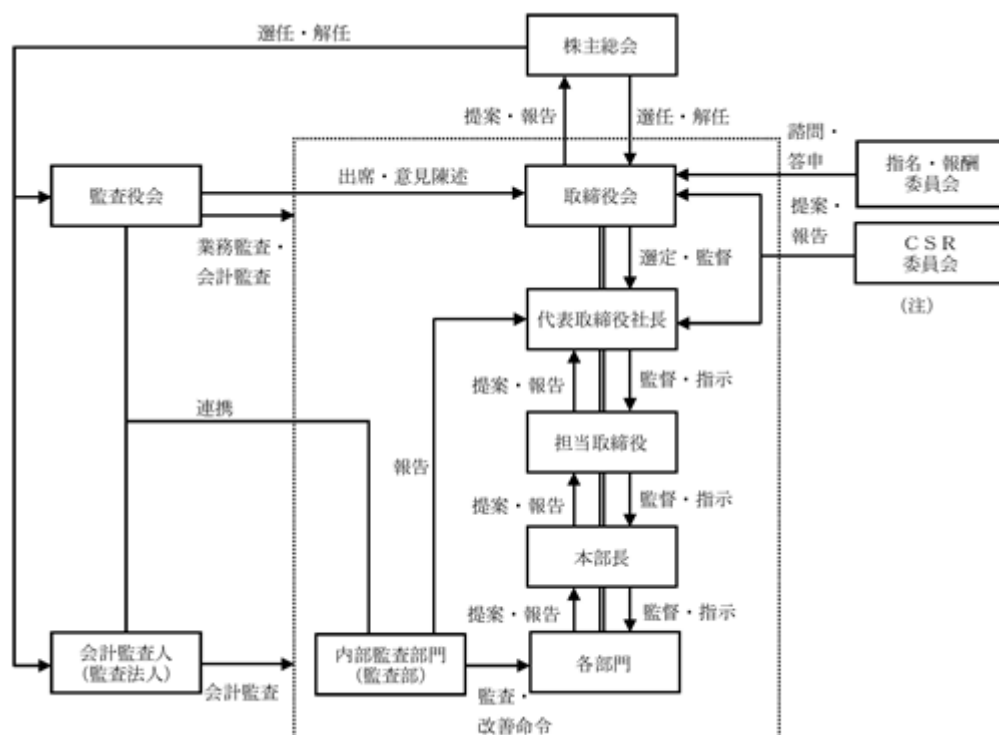 選任・解任
株主総会
提案・報告
選任・解任
諮問・
答申
指名・報酬
委員会
監査役会
出席・意見陳述
取締役会
提案・
報告
ＣＳＲ
委員会
（注）
業務監査・
会計監査
選定・監督
代表取締役社長
提案・報告
監督・指示
連携
担当取締役
報告
提案・報告
監督・指示
本部長
提案・報告
監督・指示
会計監査人
（監査法人）
会計監査
内部監査部門
（監査部）
各部門
監査・
改善命令